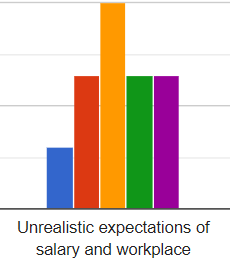 Unrealistic expectations of
salary and workplace